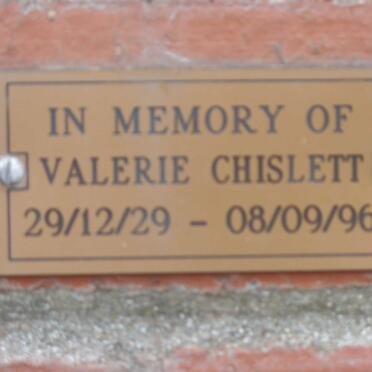 IN MEMORY OF
VALERIE CHISLETT
29/12/29 - 08/09/96